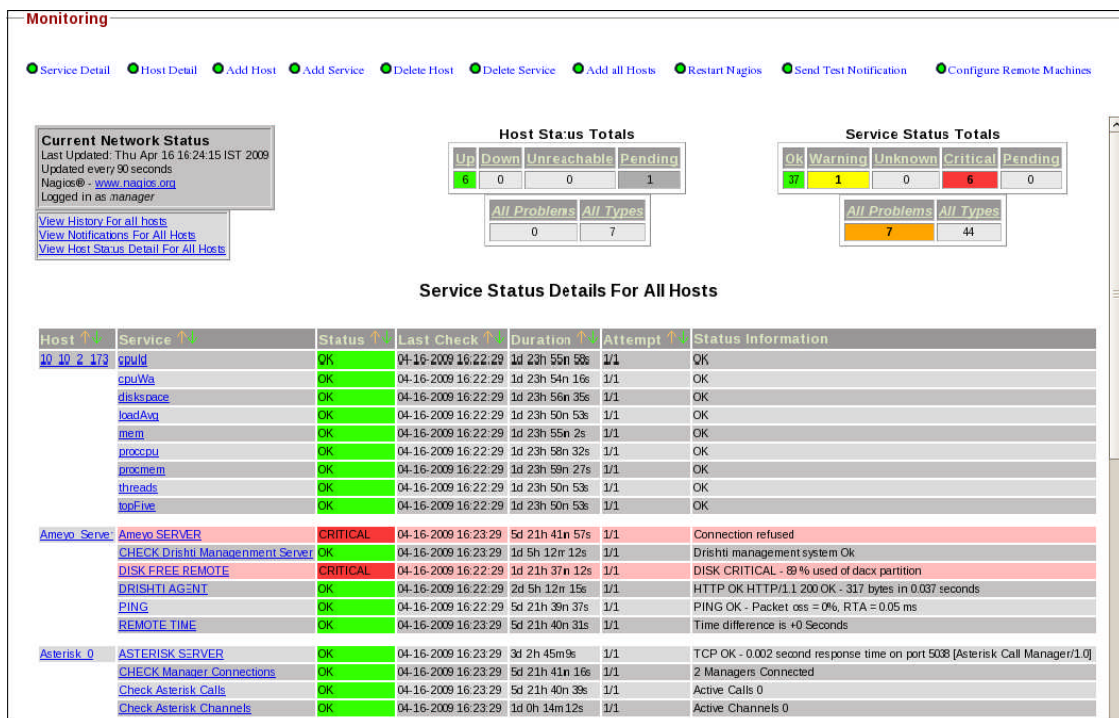 Monitoring
Service Detail Host Detail Add Host Add Service Delete Host Delete Service Add all Hosts Restart Nagios Send Test Notification Configure Remote Machines
Current Network Status
Last Updated: Thu Apr 16 16:24:15 IST 2009
Updated every 90 seconds
Nagios® - www.nagios.org
Logged in as manager
View History For all hosts
View Notifications For All Hosts
View Host Status Detail For All Hosts
Host Status Totals
Up Down Unreachable Pending
6 0 0 1
All Problems All Types
0 7
Service Status Totals
Ok Warning Unknown Critical Pending
37 1 0 6 0
All Problems All Types
7 44
Service Status Details For All Hosts
Host Service Status Last Check Duration Attempt Status Information
10_10_2_173 cpuId OK 04-16-2009 16:22:29 1d 23h 55m 58s 1/1 OK
cpuWa OK 04-16-2009 16:22:29 1d 23h 54m 16s 1/1 OK
diskspace OK 04-16-2009 16:22:29 1d 23h 56m 35s 1/1 OK
loadAvg OK 04-16-2009 16:22:29 1d 23h 50m 53s 1/1 OK
mem OK 04-16-2009 16:22:29 1d 23h 55m 2s 1/1 OK
proccpu OK 04-16-2009 16:22:29 1d 23h 58m 32s 1/1 OK
procmem OK 04-16-2009 16:22:29 1d 23h 59m 27s 1/1 OK
threads OK 04-16-2009 16:22:29 1d 23h 50m 53s 1/1 OK
topFive OK 04-16-2009 16:22:29 1d 23h 50m 53s 1/1 OK
Ameyo_Server Ameyo SERVER CRITICAL 04-16-2009 16:23:29 5d 21h 41m 57s 1/1 Connection refused
CHECK Drishti Managenment Server OK 04-16-2009 16:23:29 1d 5h 12m 12s 1/1 Drishti management system Ok
DISK FREE REMOTE CRITICAL 04-16-2009 16:23:29 1d 21h 37m 12s 1/1 DISK CRITICAL - 89 % used of dacx partition
DRISHTI AGENT OK 04-16-2009 16:22:29 2d 5h 12m 15s 1/1 HTTP OK HTTP/1.1 200 OK - 317 bytes in 0.037 seconds
PING OK 04-16-2009 16:22:29 5d 21h 39m 37s 1/1 PING OK - Packet loss = 0%, RTA = 0.05 ms
REMOTE TIME OK 04-16-2009 16:23:29 5d 21h 40m 31s 1/1 Time difference is +0 Seconds
Asterisk_0 ASTERISK SERVER OK 04-16-2009 16:23:29 3d 2h 45m 9s 1/1 TCP OK - 0.002 second response time on port 5038 [Asterisk Call Manager/1.0]
CHECK Manager Connections OK 04-16-2009 16:23:29 5d 21h 41m 16s 1/1 2 Managers Connected
Check Asterisk Calls OK 04-16-2009 16:23:29 5d 21h 40m 39s 1/1 Active Calls 0
Check Asterisk Channels OK 04-16-2009 16:23:29 1d 0h 14m 12s 1/1 Active Channels 0